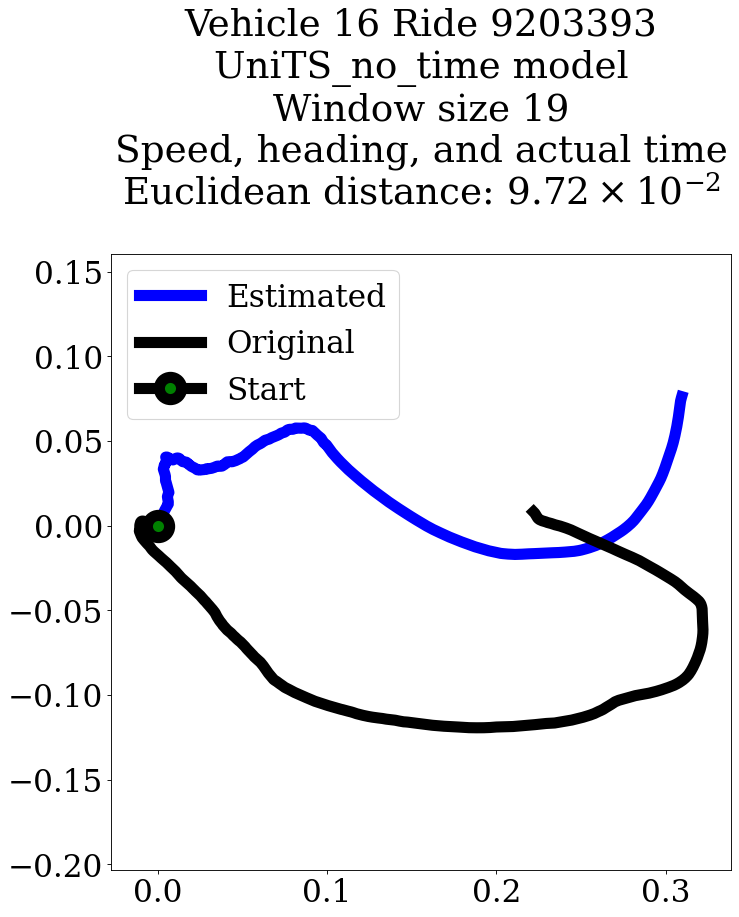 Vehicle 16 Ride 9203393
UniTS_no_time model
Window size 19
Speed, heading, and actual time
Euclidean distance: 9.72 × 10⁻²
0.15
0.10
0.05
0.00
−0.05
−0.10
−0.15
−0.20
Estimated
Original
Start
0.0
0.1
0.2
0.3